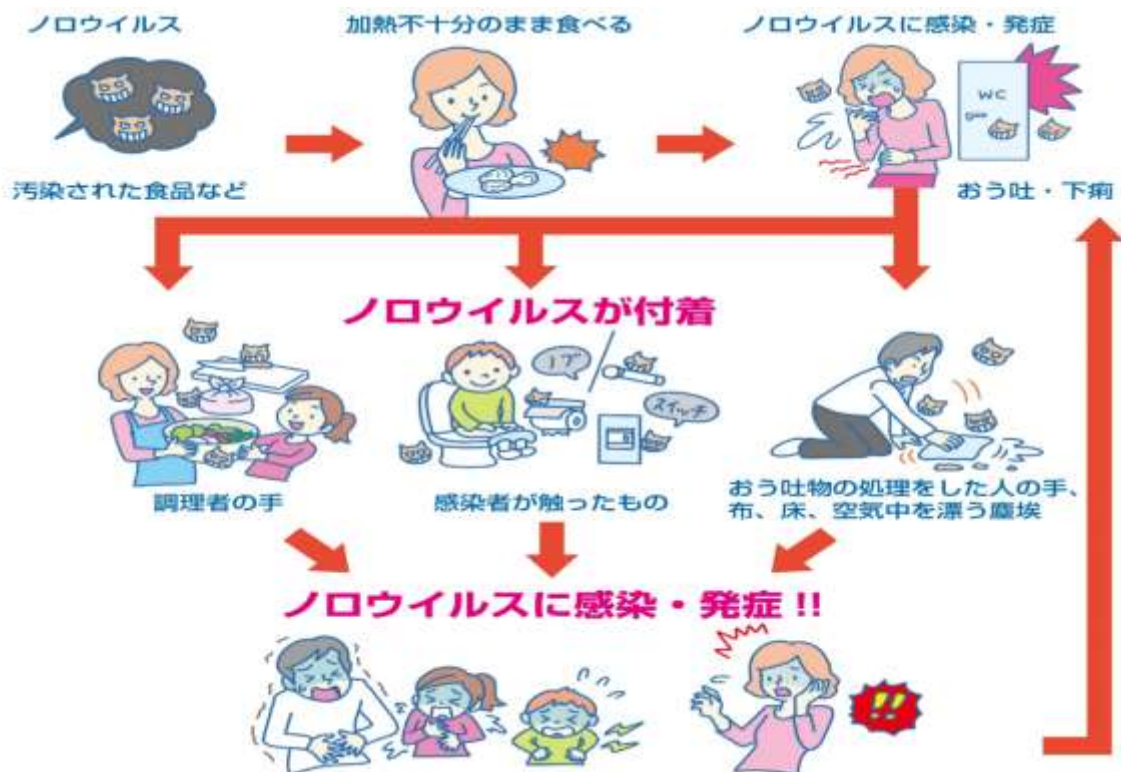 ノロウイルス
加熱不十分のまま食べる
ノロウイルスに感染・発症
WC
汚染された食品など
おう吐・下痢
ノロウイルスが付着
ノブ
スイッチ
調理者の手
感染者が触ったもの
おう吐物の処理をした人の手、
布、床、空気中を漂う塵埃
ノロウイルスに感染・発症!!
!!